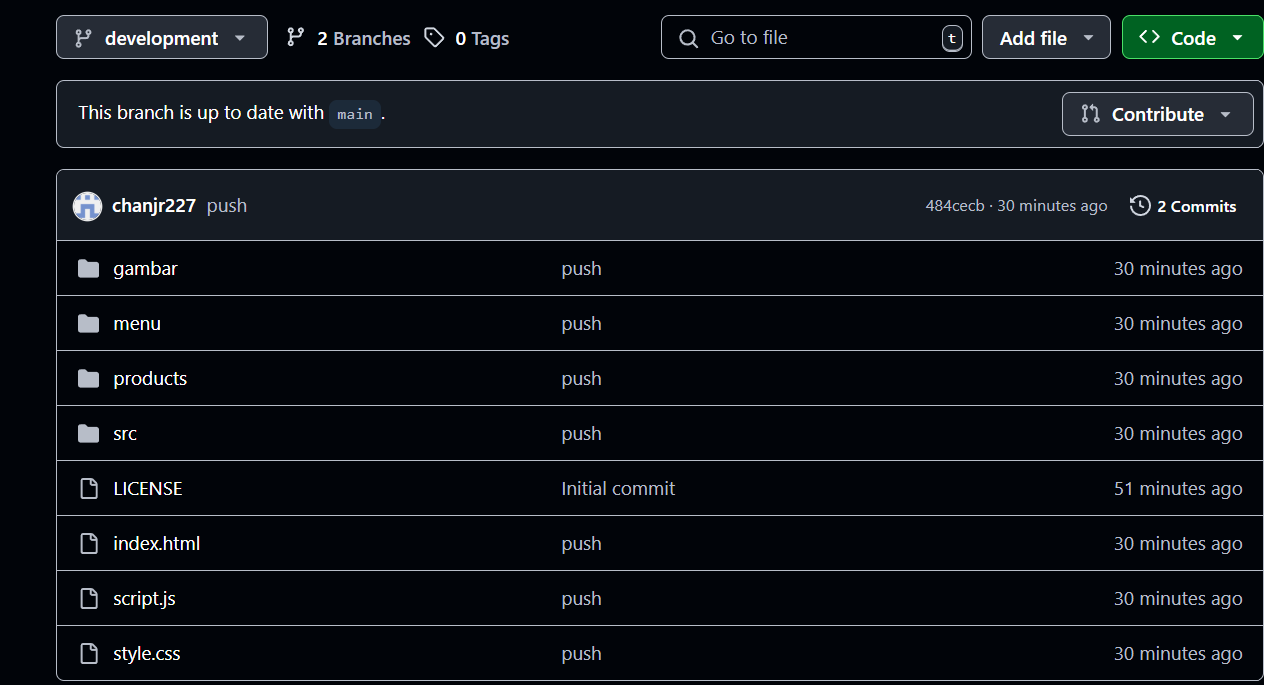 development 2 Branches 0 Tags Go to file t Add file Code
This branch is up to date with main. Contribute
chanjr227 push 484cecb · 30 minutes ago 2 Commits
gambar push 30 minutes ago
menu push 30 minutes ago
products push 30 minutes ago
src push 30 minutes ago
LICENSE Initial commit 51 minutes ago
index.html push 30 minutes ago
script.js push 30 minutes ago
style.css push 30 minutes ago